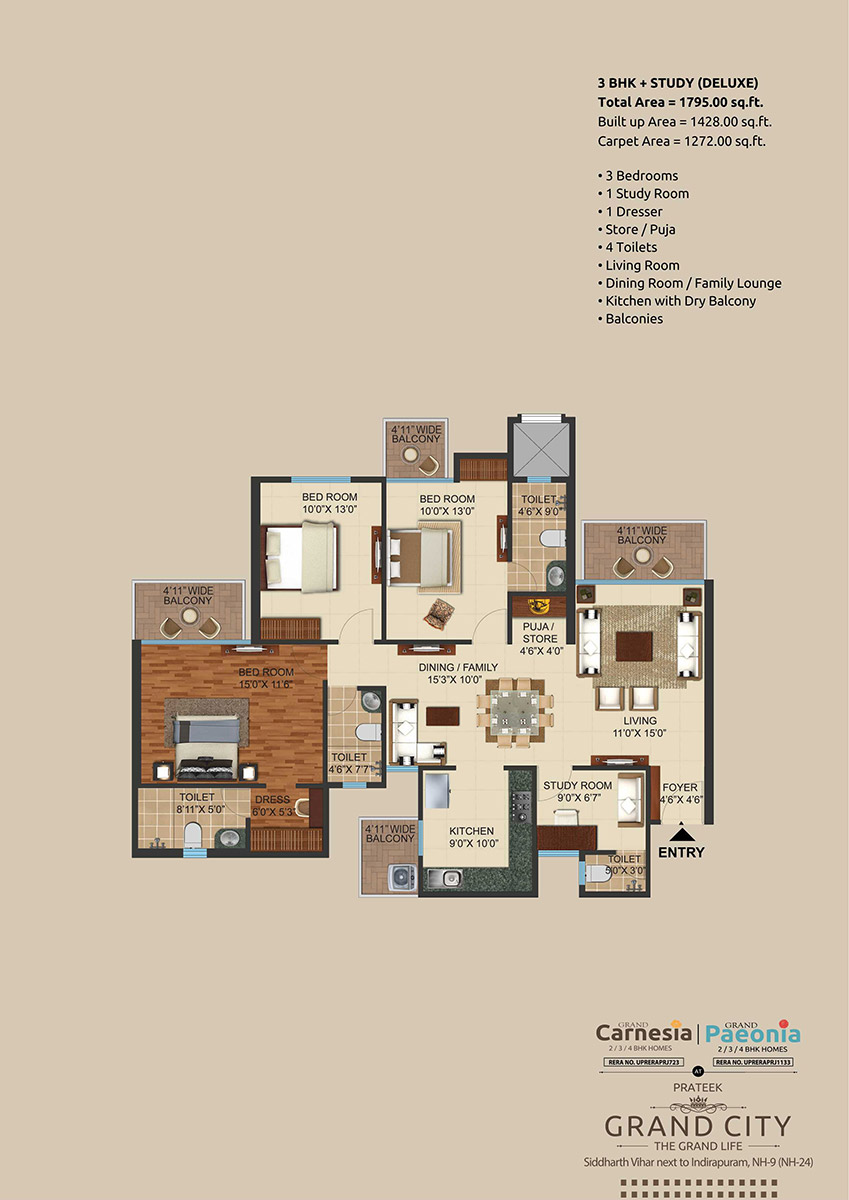 3 BHK + STUDY (DELUXE)
Total Area = 1795.00 sq.ft.
Built up Area = 1428.00 sq.ft.
Carpet Area = 1272.00 sq.ft.
• 3 Bedrooms
• 1 Study Room
• 1 Dresser
• Store / Puja
• 4 Toilets
• Living Room
• Dining Room / Family Lounge
• Kitchen with Dry Balcony
• Balconies
4'11" WIDE
BALCONY
BED ROOM
10'0"X 13'0"
BED ROOM
10'0"X 13'0"
TOILET
4'6"X 9'0"
4'11" WIDE
BALCONY
4'11" WIDE
BALCONY
PUJA /
STORE
4'6"X 4'0"
BED ROOM
15'0"X 11'6"
DINING / FAMILY
15'3"X 10'0"
LIVING
11'0"X 15'0"
TOILET
4'6"X 7'7"
STUDY ROOM
9'0"X 6'7"
FOYER
4'6"X 4'6"
TOILET
8'11"X 5'0"
DRESS
6'0"X 5'3"
4'11" WIDE
BALCONY
KITCHEN
9'0"X 10'0"
ENTRY
TOILET
5'0"X 3'0"
GRAND
Carnesia
2 / 3 / 4 BHK HOMES
RERA NO. UPRERAPRJ723
GRAND
Paeonia
2 / 3 / 4 BHK HOMES
RERA NO. UPRERAPRJ1133
AT
PRATEEK
GRAND CITY
THE GRAND LIFE
Siddharth Vihar next to Indirapuram, NH-9 (NH-24)